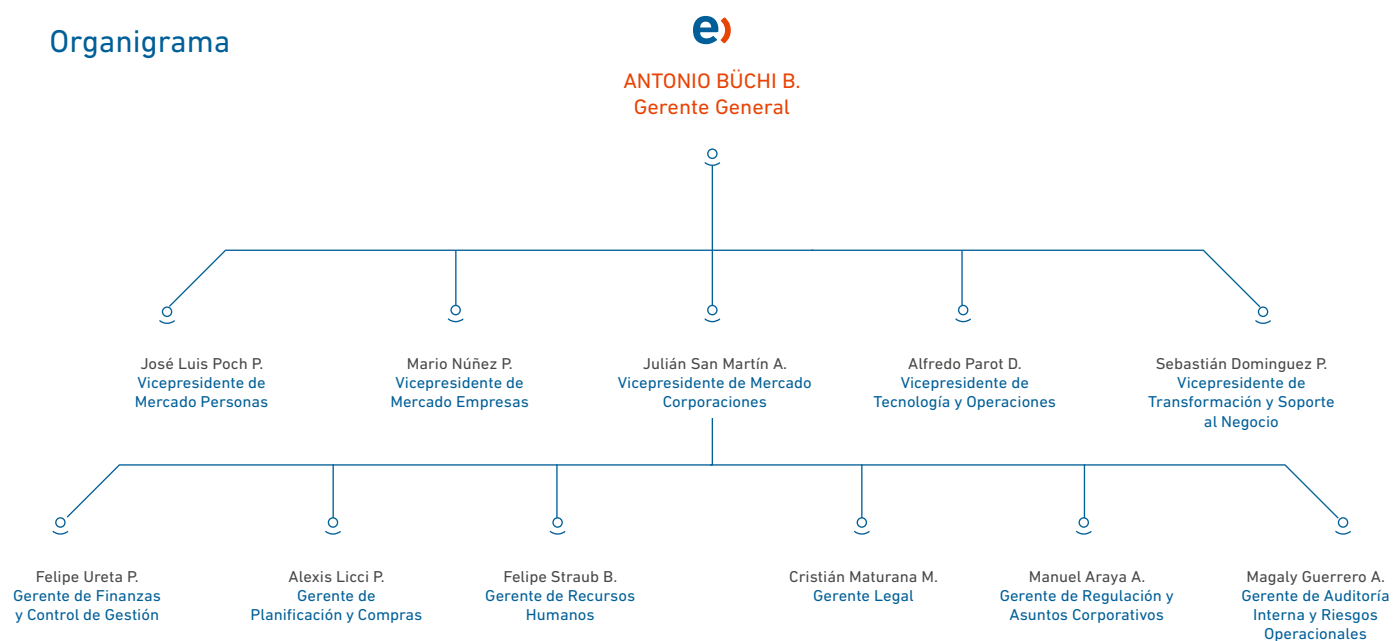 Organigrama
e)
ANTONIO BÜCHI B.
Gerente General
José Luis Poch P.
Vicepresidente de
Mercado Personas
Mario Núñez P.
Vicepresidente de
Mercado Empresas
Julián San Martín A.
Vicepresidente de Mercado
Corporaciones
Alfredo Parot D.
Vicepresidente de
Tecnología y Operaciones
Sebastián Dominguez P.
Vicepresidente de
Transformación y Soporte
al Negocio
Felipe Ureta P.
Gerente de Finanzas
y Control de Gestión
Alexis Licci P.
Gerente de
Planificación y Compras
Felipe Straub B.
Gerente de Recursos
Humanos
Cristián Maturana M.
Gerente Legal
Manuel Araya A.
Gerente de Regulación y
Asuntos Corporativos
Magaly Guerrero A.
Gerente de Auditoría
Interna y Riesgos
Operacionales